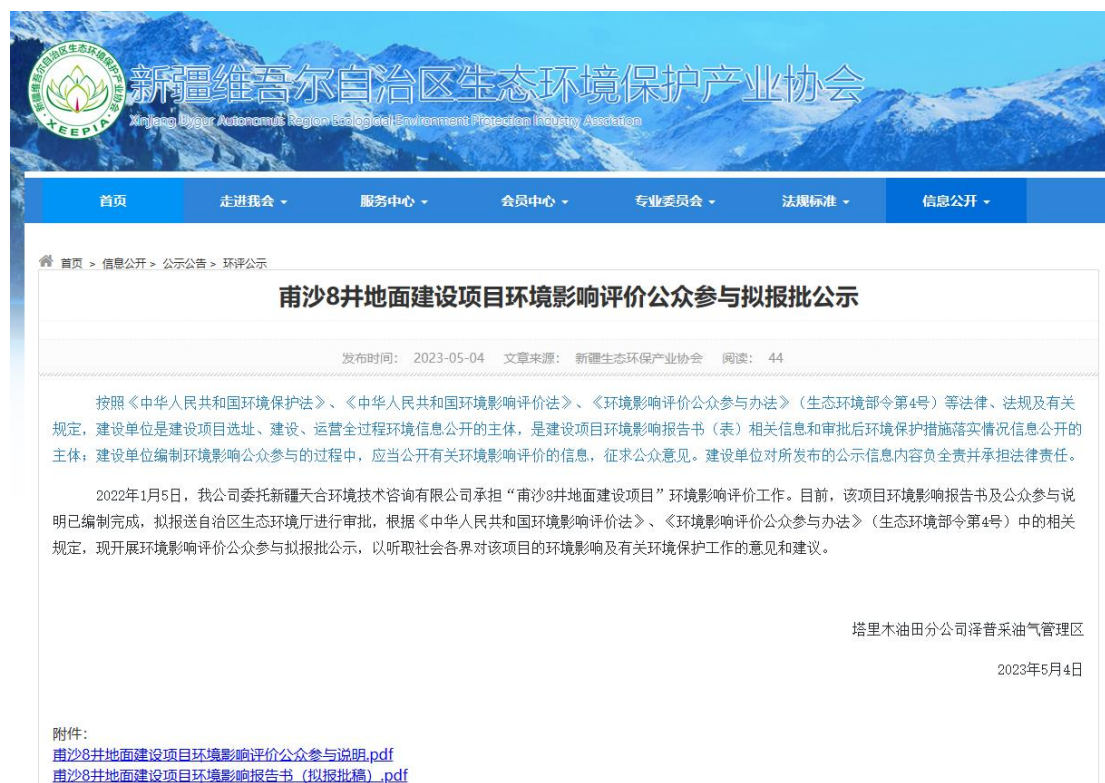 新疆维吾尔自治区生态环境保护产业协会
XEEPIA
新疆维吾尔自治区生态环境保护产业协会
Xinjiang Uygur Autonomous Region Ecological Environment Protection Industry Association
首页 走进我会 服务中心 会员中心 专业委员会 法规标准 信息公开
首页 > 信息公开 > 公示公告 > 环评公示
甫沙8井地面建设项目环境影响评价公众参与拟报批公示
发布时间: 2023-05-04 文章来源: 新疆生态环保产业协会 阅读: 44
按照《中华人民共和国环境保护法》、《中华人民共和国环境影响评价法》、《环境影响评价公众参与办法》（生态环境部令第4号）等法律、法规及有关
规定，建设单位是建设项目选址、建设、运营全过程环境信息公开的主体，是建设项目环境影响报告书（表）相关信息和审批后环境保护措施落实情况信息公开的
主体；建设单位编制环境影响公众参与的过程中，应当公开有关环境影响评价的信息，征求公众意见。建设单位对所发布的公示信息内容负全责并承担法律责任。
2022年1月5日，我公司委托新疆天合环境技术咨询有限公司承担“甫沙8井地面建设项目”环境影响评价工作。目前，该项目环境影响报告书及公众参与说
明已编制完成，拟报送自治区生态环境厅进行审批，根据《中华人民共和国环境影响评价法》、《环境影响评价公众参与办法》（生态环境部令第4号）中的相关
规定，现开展环境影响评价公众参与拟报批公示，以听取社会各界对该项目的环境影响及有关环境保护工作的意见和建议。
塔里木油田分公司泽普采油气管理区
2023年5月4日
附件:
甫沙8井地面建设项目环境影响评价公众参与说明.pdf
甫沙8井地面建设项目环境影响报告书（拟报批稿）.pdf